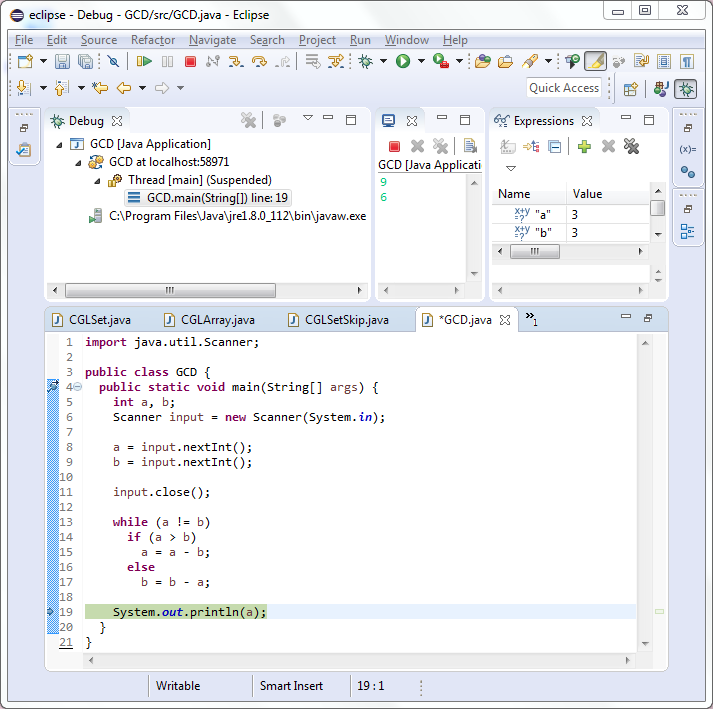 eclipse - Debug - GCD/src/GCD.java - Eclipse
File Edit Source Refactor Navigate Search Project Run Window Help
Quick Access
Debug
GCD [Java Application]
GCD at localhost:58971
Thread [main] (Suspended)
GCD.main(String[]) line: 19
C:\Program Files\Java\jre1.8.0_112\bin\javaw.exe
GCD [Java Applicati
9
6
Expressions
Name Value
x+y=? "a" 3
x+y=? "b" 3
(x)=
CGLSet.java CGLArray.java CGLSetSkip.java *GCD.java »1
1 import java.util.Scanner;
2
3 public class GCD {
4 public static void main(String[] args) {
5 int a, b;
6 Scanner input = new Scanner(System.in);
7
8 a = input.nextInt();
9 b = input.nextInt();
10
11 input.close();
12
13 while (a != b)
14 if (a > b)
15 a = a - b;
16 else
17 b = b - a;
18
19 System.out.println(a);
20 }
21 }
Writable Smart Insert 19 : 1